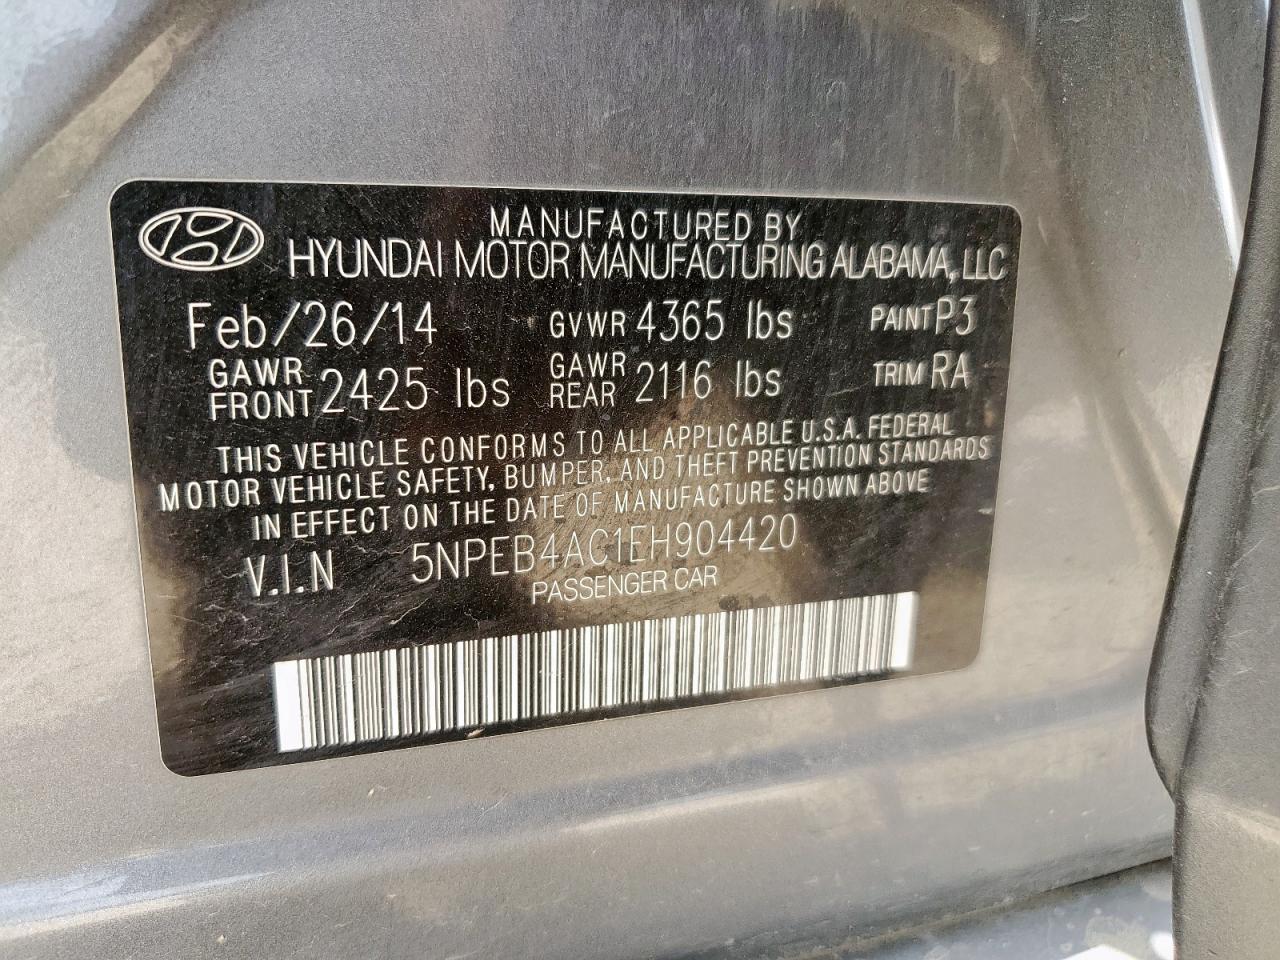 MANUFACTURED BY
HYUNDAI MOTOR MANUFACTURING ALABAMA, LLC
Feb/26/14 GVWR 4365 lbs PAINT P3
GAWR FRONT 2425 lbs GAWR REAR 2116 lbs TRIM RA
THIS VEHICLE CONFORMS TO ALL APPLICABLE U.S.A. FEDERAL
MOTOR VEHICLE SAFETY, BUMPER, AND THEFT PREVENTION STANDARDS
IN EFFECT ON THE DATE OF MANUFACTURE SHOWN ABOVE
V.I.N 5NPEB4AC1EH904420
PASSENGER CAR